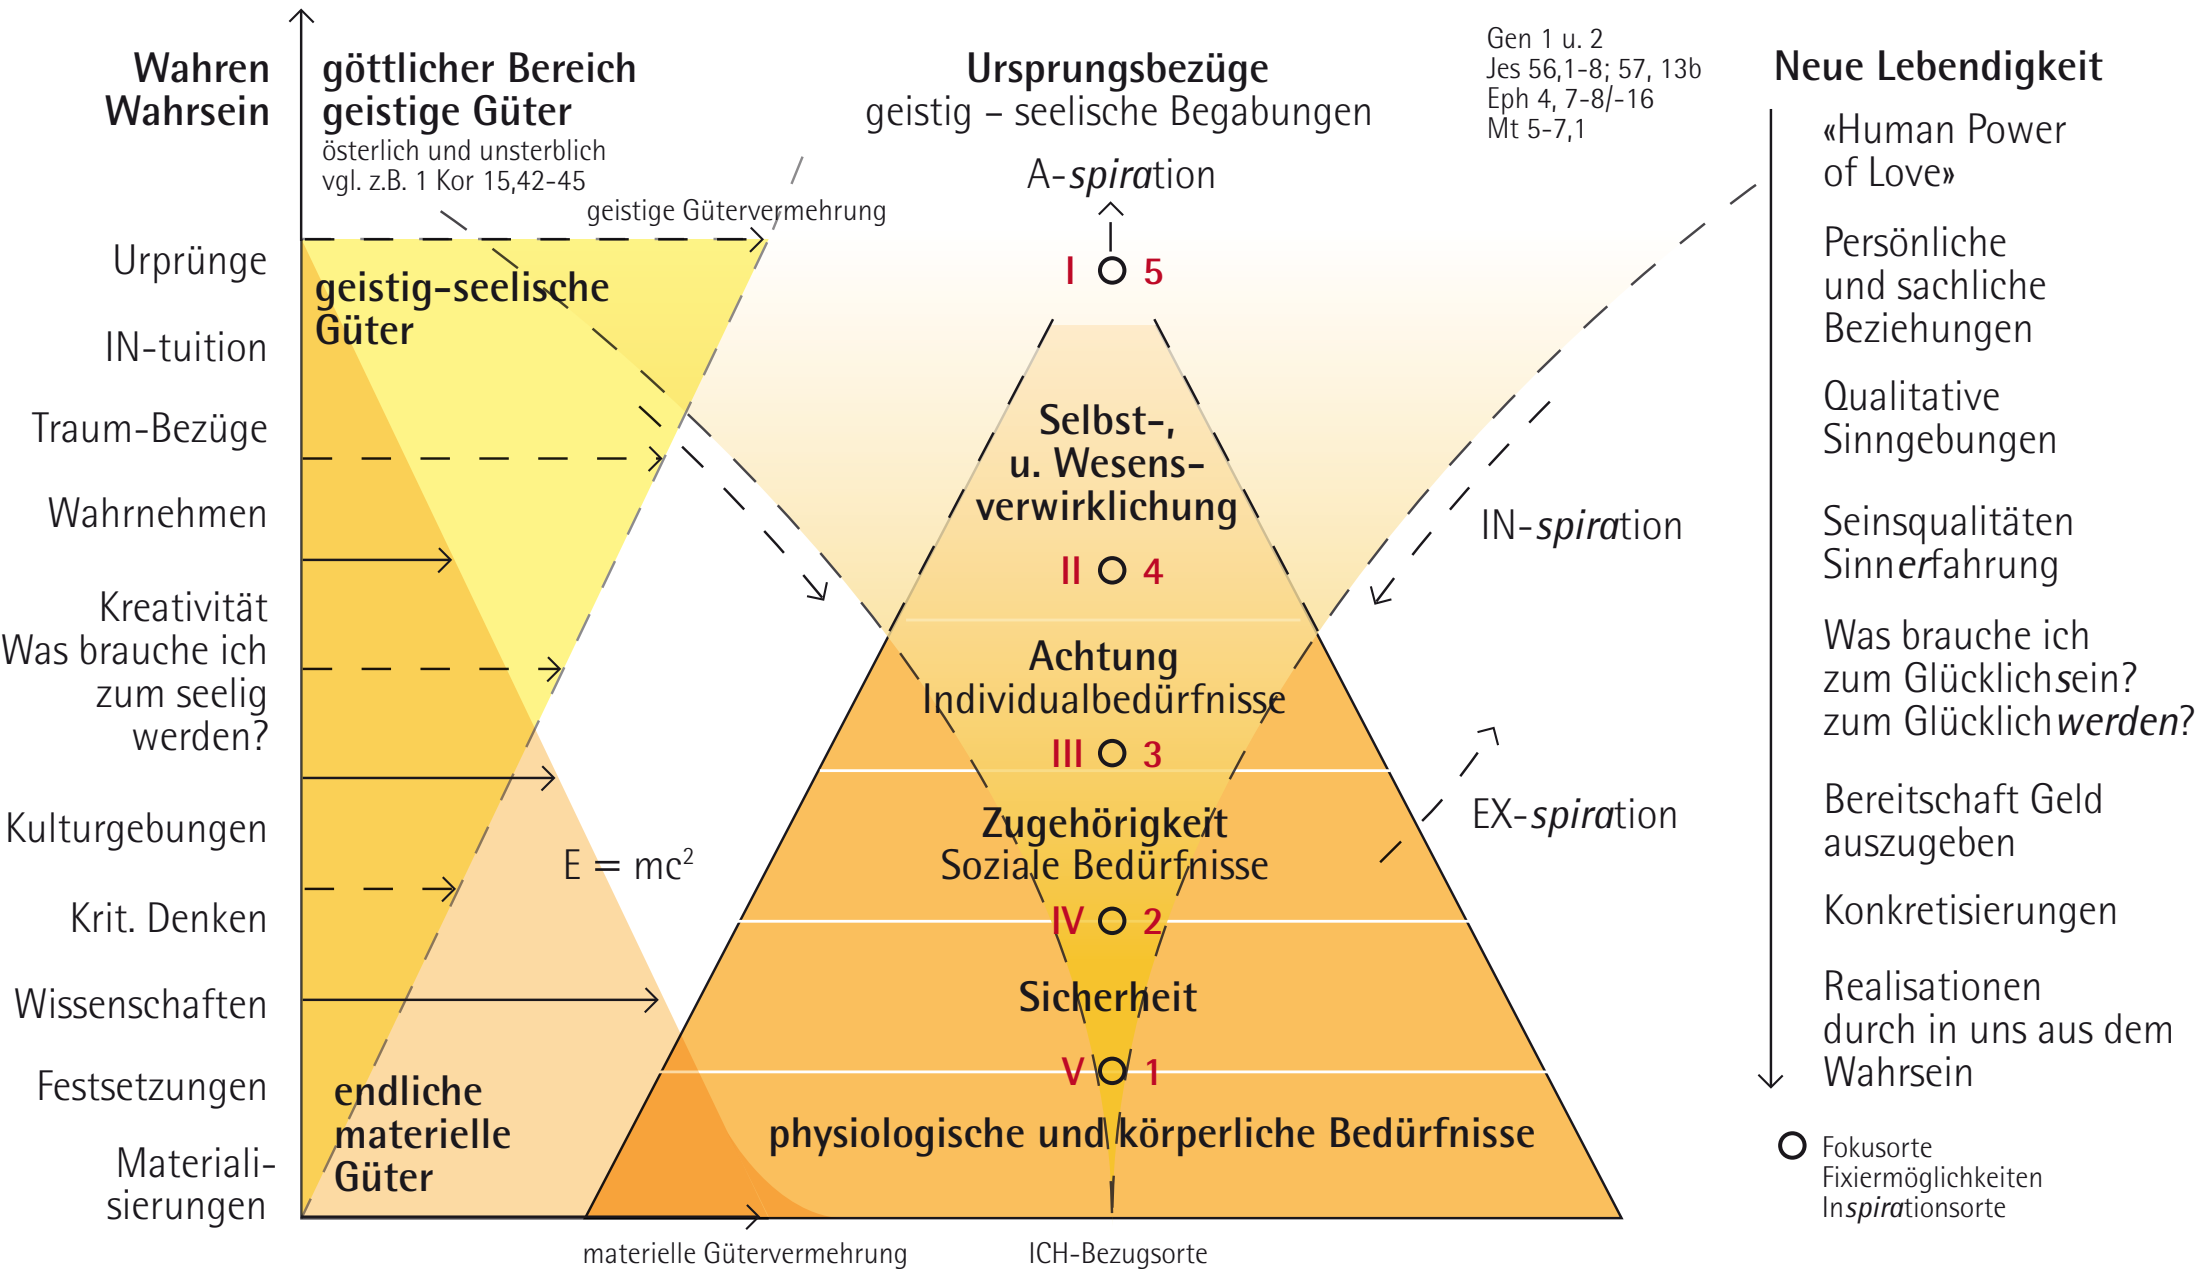 Wahren
Wahrsein
Urprünge
IN-tuition
Traum-Bezüge
Wahrnehmen
Kreativität
Was brauche ich
zum seelig
werden?
Kulturgebungen
Krit. Denken
Wissenschaften
Festsetzungen
Materiali-
sierungen
göttlicher Bereich
geistige Güter
österlich und unsterblich
vgl. z.B. 1 Kor 15,42-45
geistige Gütervermehrung
geistig-seelische
Güter
E = mc²
endliche
materielle
Güter
materielle Gütervermehrung
Ursprungsbezüge
geistig – seelische Begabungen
A-spiration
I 5
Selbst-,
u. Wesens-
verwirklichung
II 4
Achtung
Individualbedürfnisse
III 3
Zugehörigkeit
Soziale Bedürfnisse
IV 2
Sicherheit
V 1
physiologische und körperliche Bedürfnisse
ICH-Bezugsorte
Gen 1 u. 2
Jes 56,1-8; 57, 13b
Eph 4, 7-8/-16
Mt 5-7,1
IN-spiration
EX-spiration
Neue Lebendigkeit
«Human Power
of Love»
Persönliche
und sachliche
Beziehungen
Qualitative
Sinngebungen
Seinsqualitäten
Sinnerfahrung
Was brauche ich
zum Glücklichsein?
zum Glücklichwerden?
Bereitschaft Geld
auszugeben
Konkretisierungen
Realisationen
durch in uns aus dem
Wahrsein
Fokusorte
Fixiermöglichkeiten
Inspirationsorte